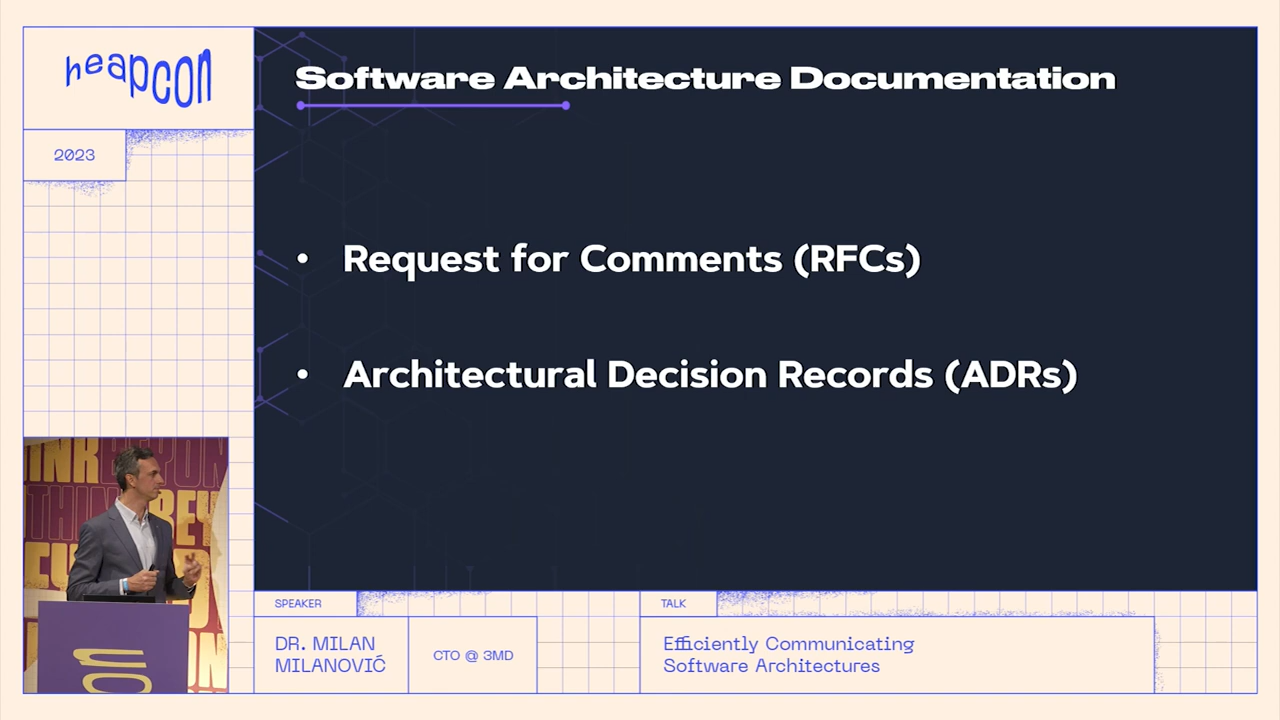 heapcon
2023
Software Architecture Documentation
• Request for Comments (RFCs)
• Architectural Decision Records (ADRs)
SPEAKER
DR. MILAN
MILANOVIĆ
CTO @ 3MD
TALK
Efficiently Communicating
Software Architectures